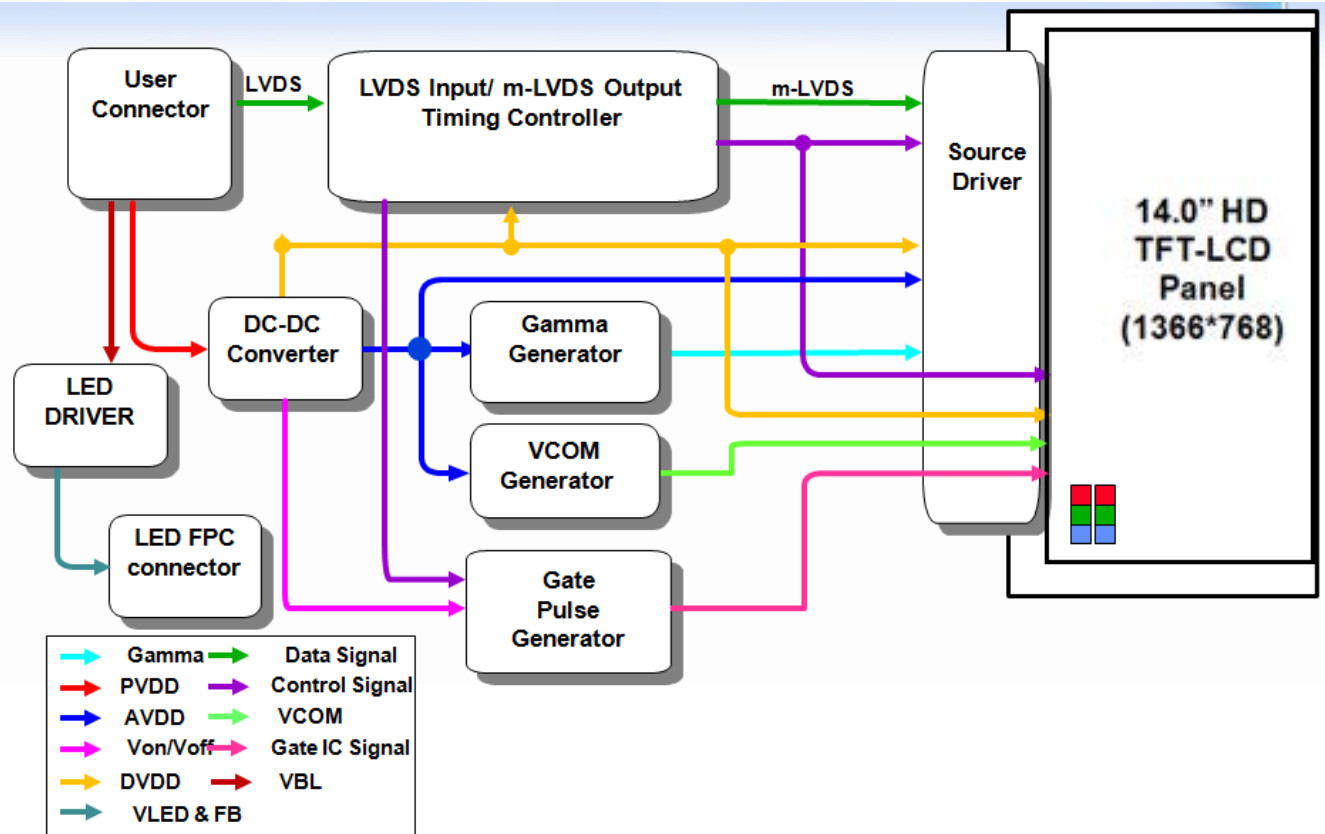 User
Connector
LVDS
LVDS Input/ m-LVDS Output
Timing Controller
m-LVDS
Source
Driver
14.0” HD
TFT-LCD
Panel
(1366*768)
DC-DC
Converter
Gamma
Generator
LED
DRIVER
VCOM
Generator
LED FPC
connector
Gate
Pulse
Generator
Gamma
Data Signal
PVDD
Control Signal
AVDD
VCOM
Von/Voff
Gate IC Signal
DVDD
VBL
VLED & FB